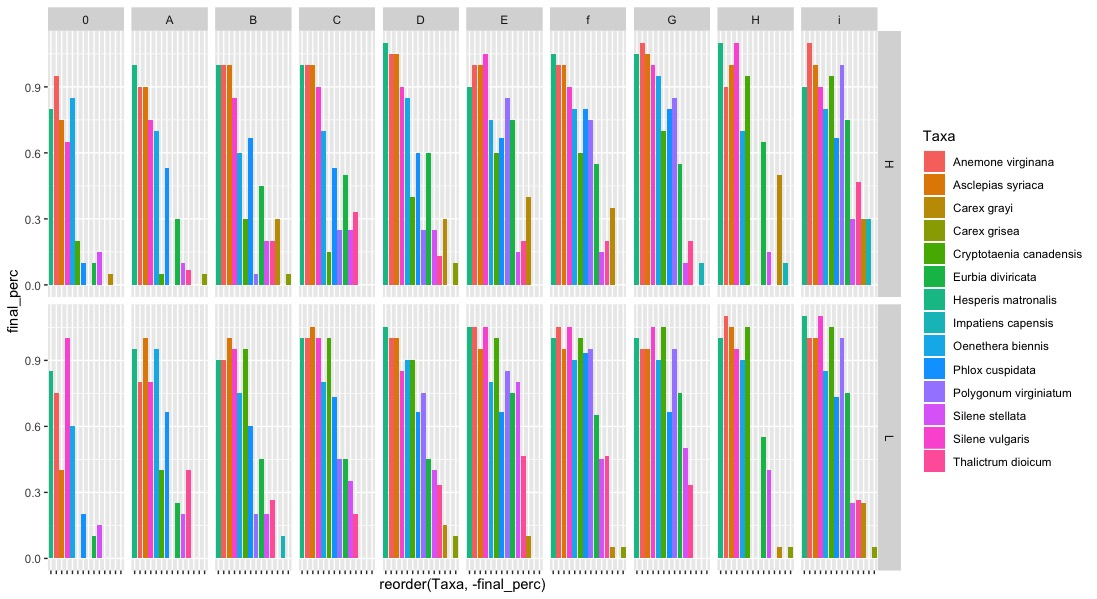 0 A B C D E f G H i
0.9
0.6
0.3
0.0
H
0.9
0.6
0.3
0.0
L
final_perc
reorder(Taxa, -final_perc)
Taxa
Anemone virginana
Asclepias syriaca
Carex grayi
Carex grisea
Cryptotaenia canadensis
Eurbia diviricata
Hesperis matronalis
Impatiens capensis
Oenethera biennis
Phlox cuspidata
Polygonum virginiatum
Silene stellata
Silene vulgaris
Thalictrum dioicum